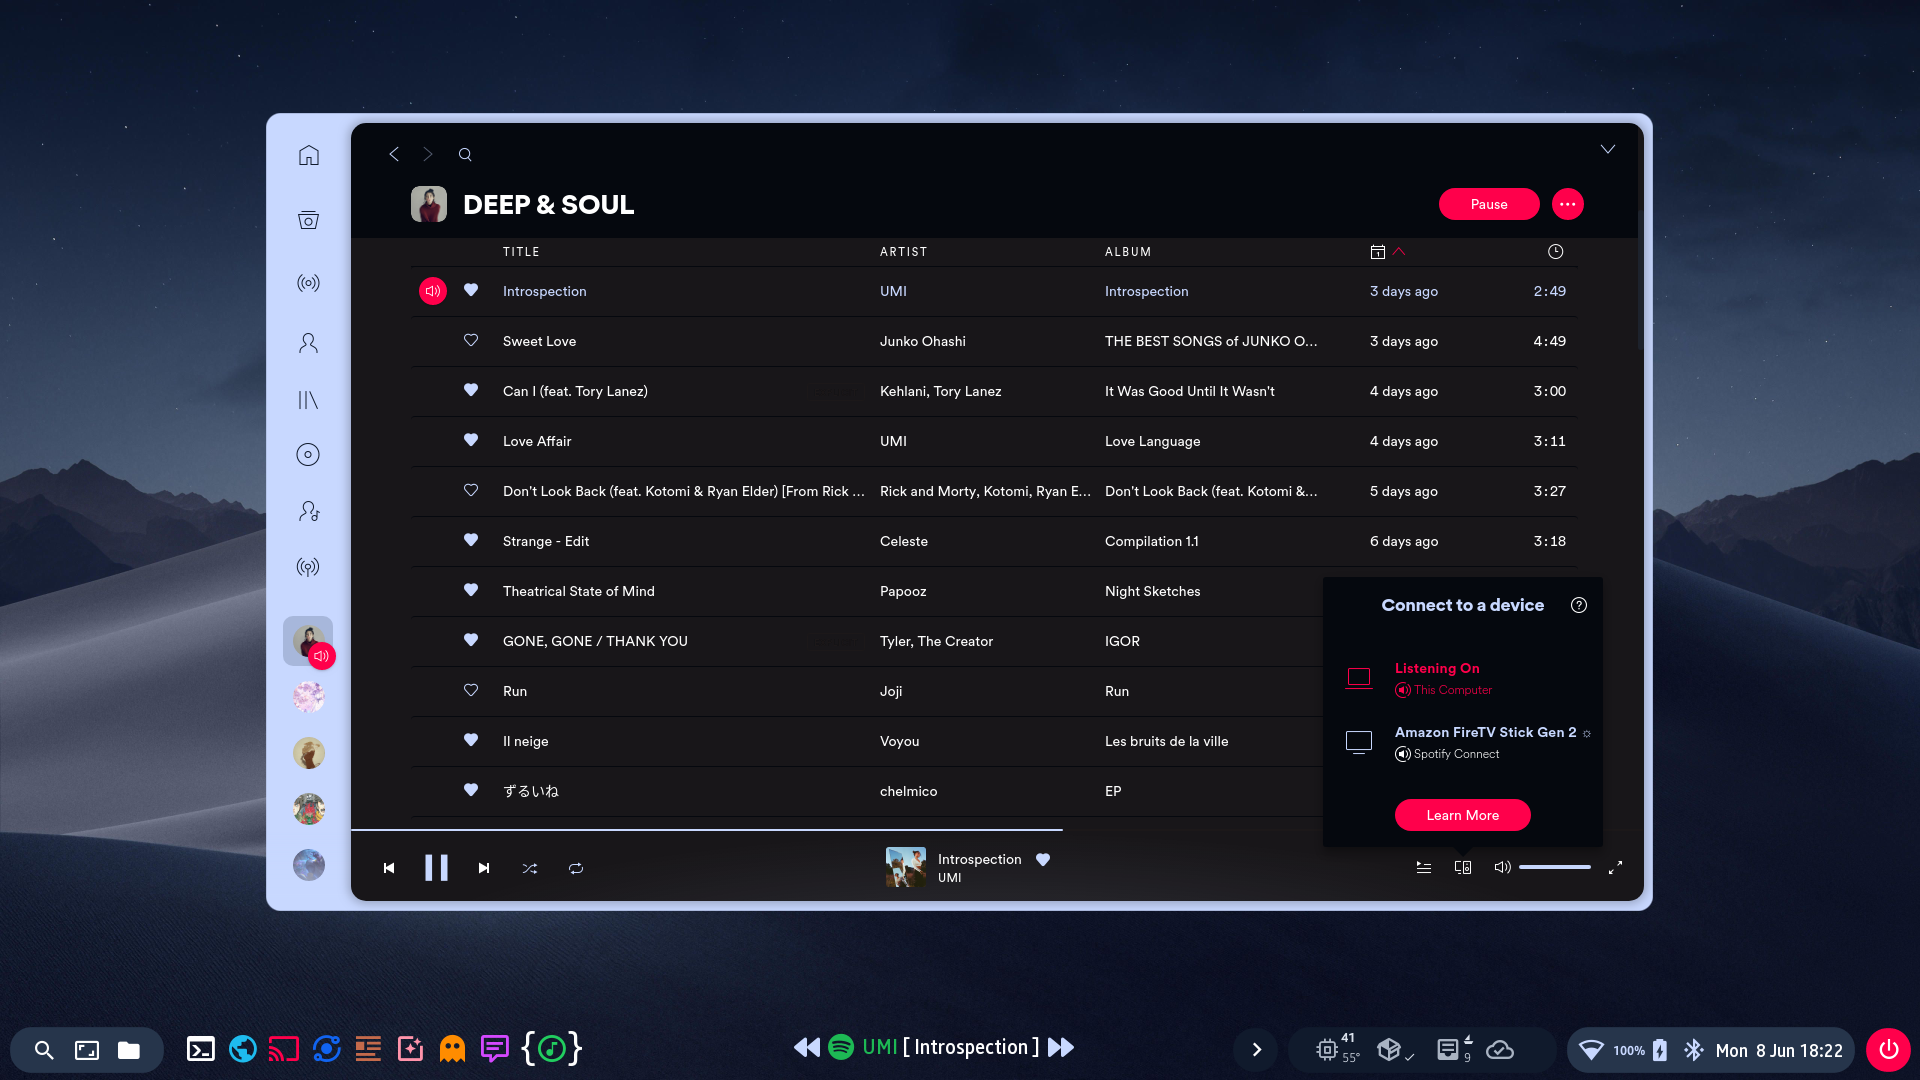 DEEP & SOUL
Pause
TITLE ARTIST ALBUM
Introspection UMI Introspection 3 days ago 2:49
Sweet Love Junko Ohashi THE BEST SONGS of JUNKO O... 3 days ago 4:49
Can I (feat. Tory Lanez) Kehlani, Tory Lanez It Was Good Until It Wasn't 4 days ago 3:00
Love Affair UMI Love Language 4 days ago 3:11
Don't Look Back (feat. Kotomi & Ryan Elder) [From Rick ... Rick and Morty, Kotomi, Ryan E... Don't Look Back (feat. Kotomi &... 5 days ago 3:27
Strange - Edit Celeste Compilation 1.1 6 days ago 3:18
Theatrical State of Mind Papooz Night Sketches
GONE, GONE / THANK YOU Tyler, The Creator IGOR
Run Joji Run
Il neige Voyou Les bruits de la ville
ずるいね chelmico EP
Connect to a device
Listening On
This Computer
Amazon FireTV Stick Gen 2
Spotify Connect
Learn More
Introspection
UMI
UMI [ Introspection ]
41
55°
9
100%
Mon 8 Jun 18:22